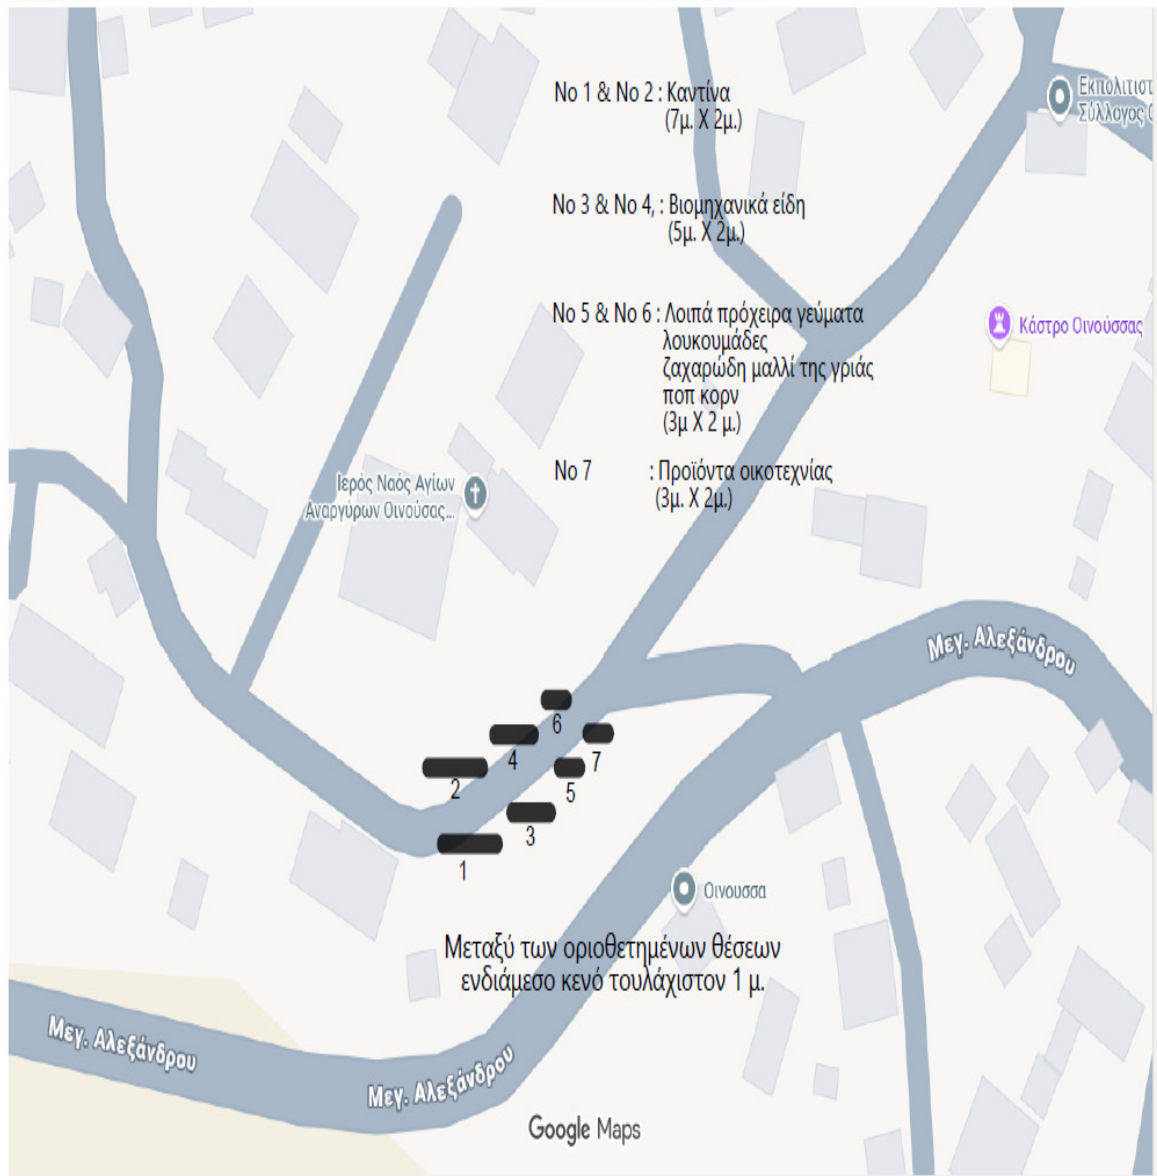 No 1 & No 2 : Καντίνα
(7μ. Χ 2μ.)
Εκπολιτιστ
Σύλλογος Ο
No 3 & No 4, : Βιομηχανικά είδη
(5μ. Χ 2μ.)
No 5 & No 6 : Λοιπά πρόχειρα γεύματα
λουκουμάδες
ζαχαρώδη μαλλί της γριάς
ποπ κορν
(3μ Χ 2 μ.)
Κάστρο Οινούσσας
No 7 : Προϊόντα οικοτεχνίας
(3μ. Χ 2μ.)
Ιερός Ναός Αγίων
Αναργύρων Οινούσας...
Μεγ. Αλεξάνδρου
6
4
7
2
5
3
1
Οινουσσα
Μεταξύ των οριοθετημένων θέσεων
ενδιάμεσο κενό τουλάχιστον 1 μ.
Μεγ. Αλεξάνδρου
Μεγ. Αλεξάνδρου
Google Maps